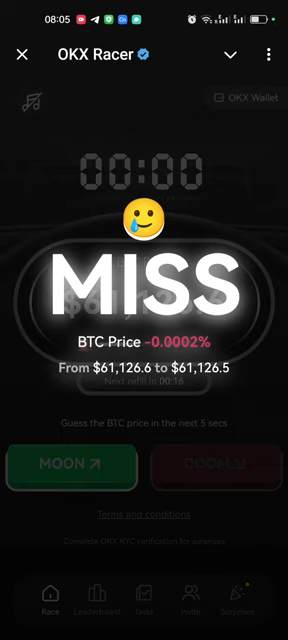 08:05
OKX Racer
OKX Wallet
00:00
MISS
BTC Price -0.0002%
From $61,126.6 to $61,126.5
Next refill in 00:16
Guess the BTC price in the next 5 secs
MOON
DOOM
Terms and conditions
Complete OKX KYC verification for surprises
Race
Leaderboard
Tasks
Invite
Surprises